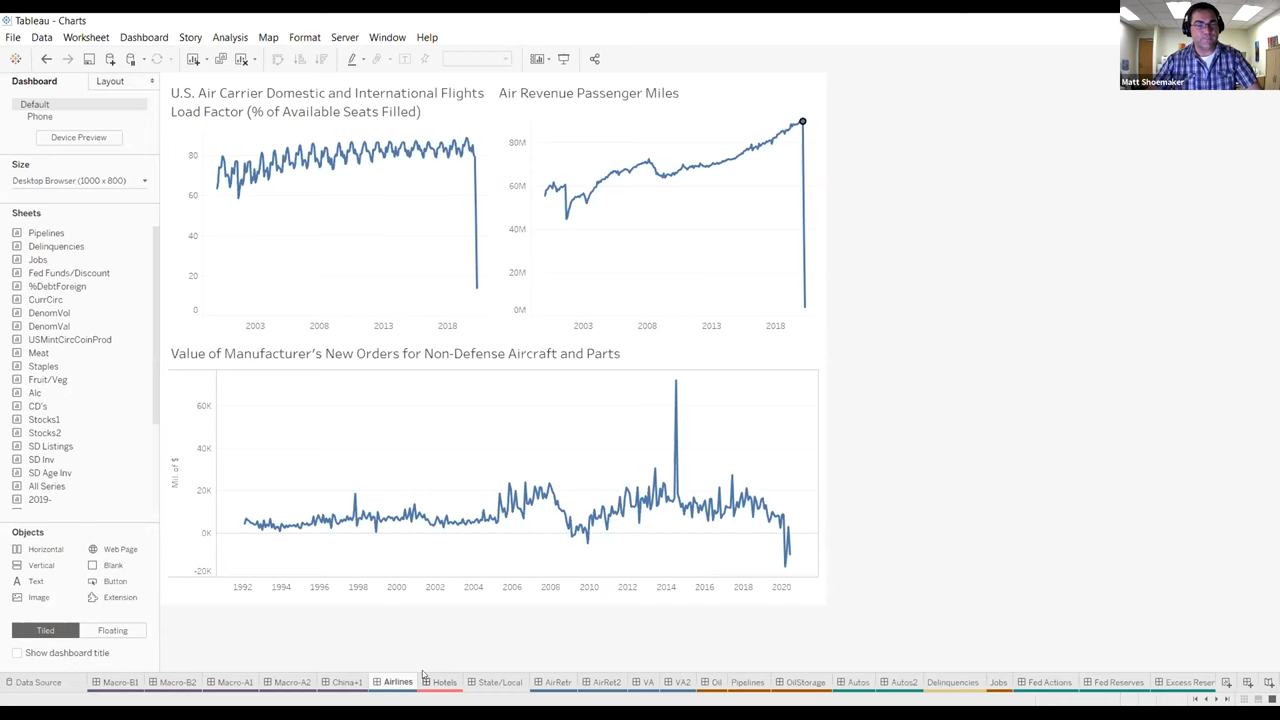 Tableau - Charts
File Data Worksheet Dashboard Story Analysis Map Format Server Window Help
Matt Shoemaker
Dashboard Layout
Default
Phone
Device Preview
Size
Desktop Browser (1000 x 800)
Sheets
Pipelines
Delinquencies
Jobs
Fed Funds/Discount
%DebtForeign
CurrCirc
DenomVol
DenomVal
USMintCircCoinProd
Meat
Staples
Fruit/Veg
Alc
CD's
Stocks1
Stocks2
SD Listings
SD Inv
SD Age Inv
All Series
2019-
Objects
Horizontal Web Page
Vertical Blank
Text Button
Image Extension
Tiled Floating
Show dashboard title
U.S. Air Carrier Domestic and International Flights
Load Factor (% of Available Seats Filled)
80
60
40
20
0
2003 2008 2013 2018
Air Revenue Passenger Miles
80M
60M
40M
20M
0M
2003 2008 2013 2018
Value of Manufacturer's New Orders for Non-Defense Aircraft and Parts
Mil. of $
60K
40K
20K
0K
-20K
1992 1994 1996 1998 2000 2002 2004 2006 2008 2010 2012 2014 2016 2018 2020
Data Source Macro-B1 Macro-B2 Macro-A1 Macro-A2 China+1 Airlines Hotels State/Local AirRetr AirRet2 VA VA2 Oil Pipelines OilStorage Autos Autos2 Delinquencies Jobs Fed Actions Fed Reserves Excess Reser